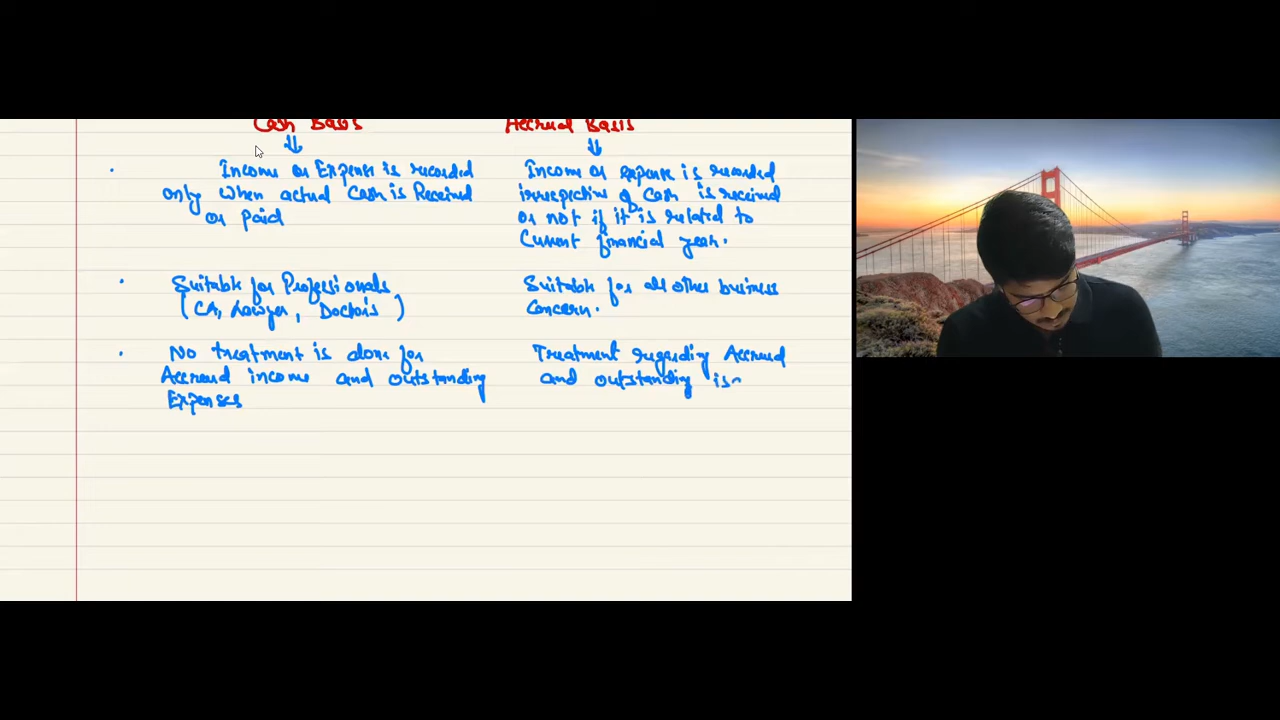 Cash Basis
Accrual Basis
Income or Expense is recorded
only when actual Cash is Received
or paid
Income or expense is recorded
irrespective of Cash is received
or not if it is related to
Current financial year.
Suitable for Professionals
(CA, Lawyer, Doctors)
Suitable for all other business
Concern.
No treatment is done for
Accrued income and outstanding
Expenses
Treatment regarding Accrued
and outstanding is